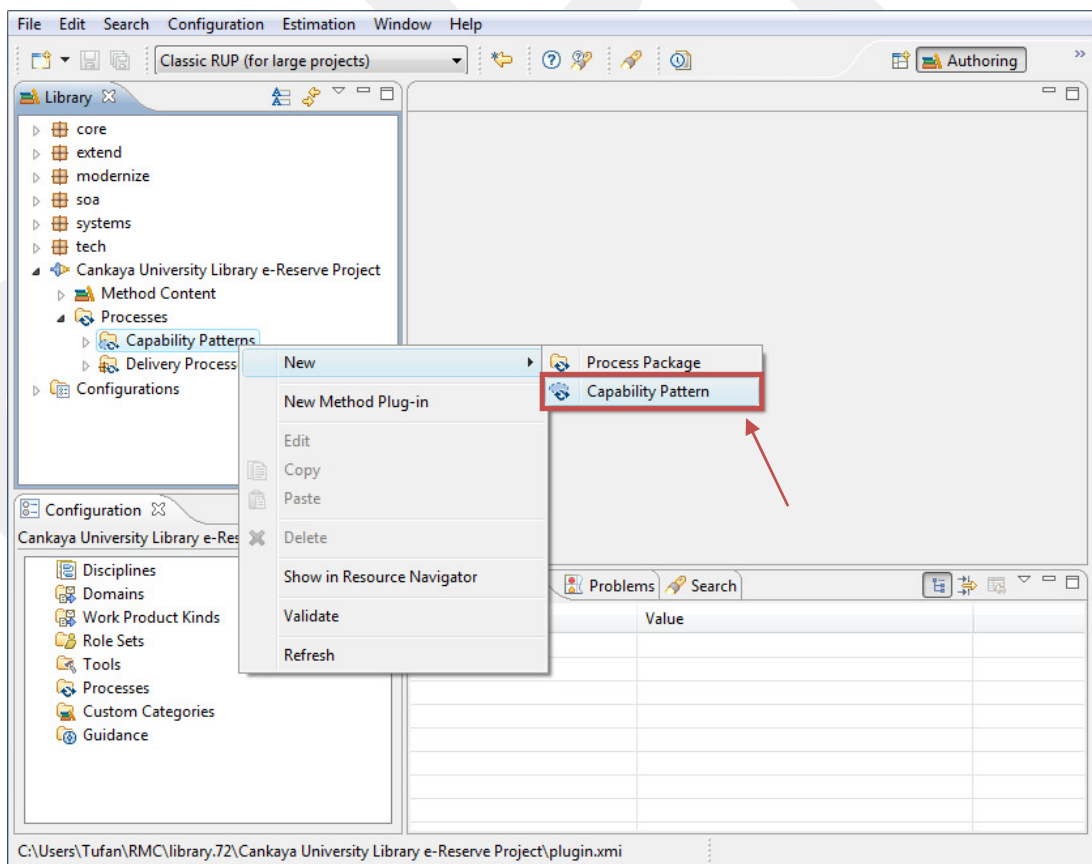 File Edit Search Configuration Estimation Window Help
Classic RUP (for large projects)
Authoring
Library
core
extend
modernize
soa
systems
tech
Cankaya University Library e-Reserve Project
Method Content
Processes
Capability Patterns
Delivery Process
Configurations
New
New Method Plug-in
Edit
Copy
Paste
Delete
Show in Resource Navigator
Validate
Refresh
Process Package
Capability Pattern
Configuration
Cankaya University Library e-Res
Disciplines
Domains
Work Product Kinds
Role Sets
Tools
Processes
Custom Categories
Guidance
Problems Search
Value
C:\Users\Tufan\RMC\library.72\Cankaya University Library e-Reserve Project\plugin.xmi